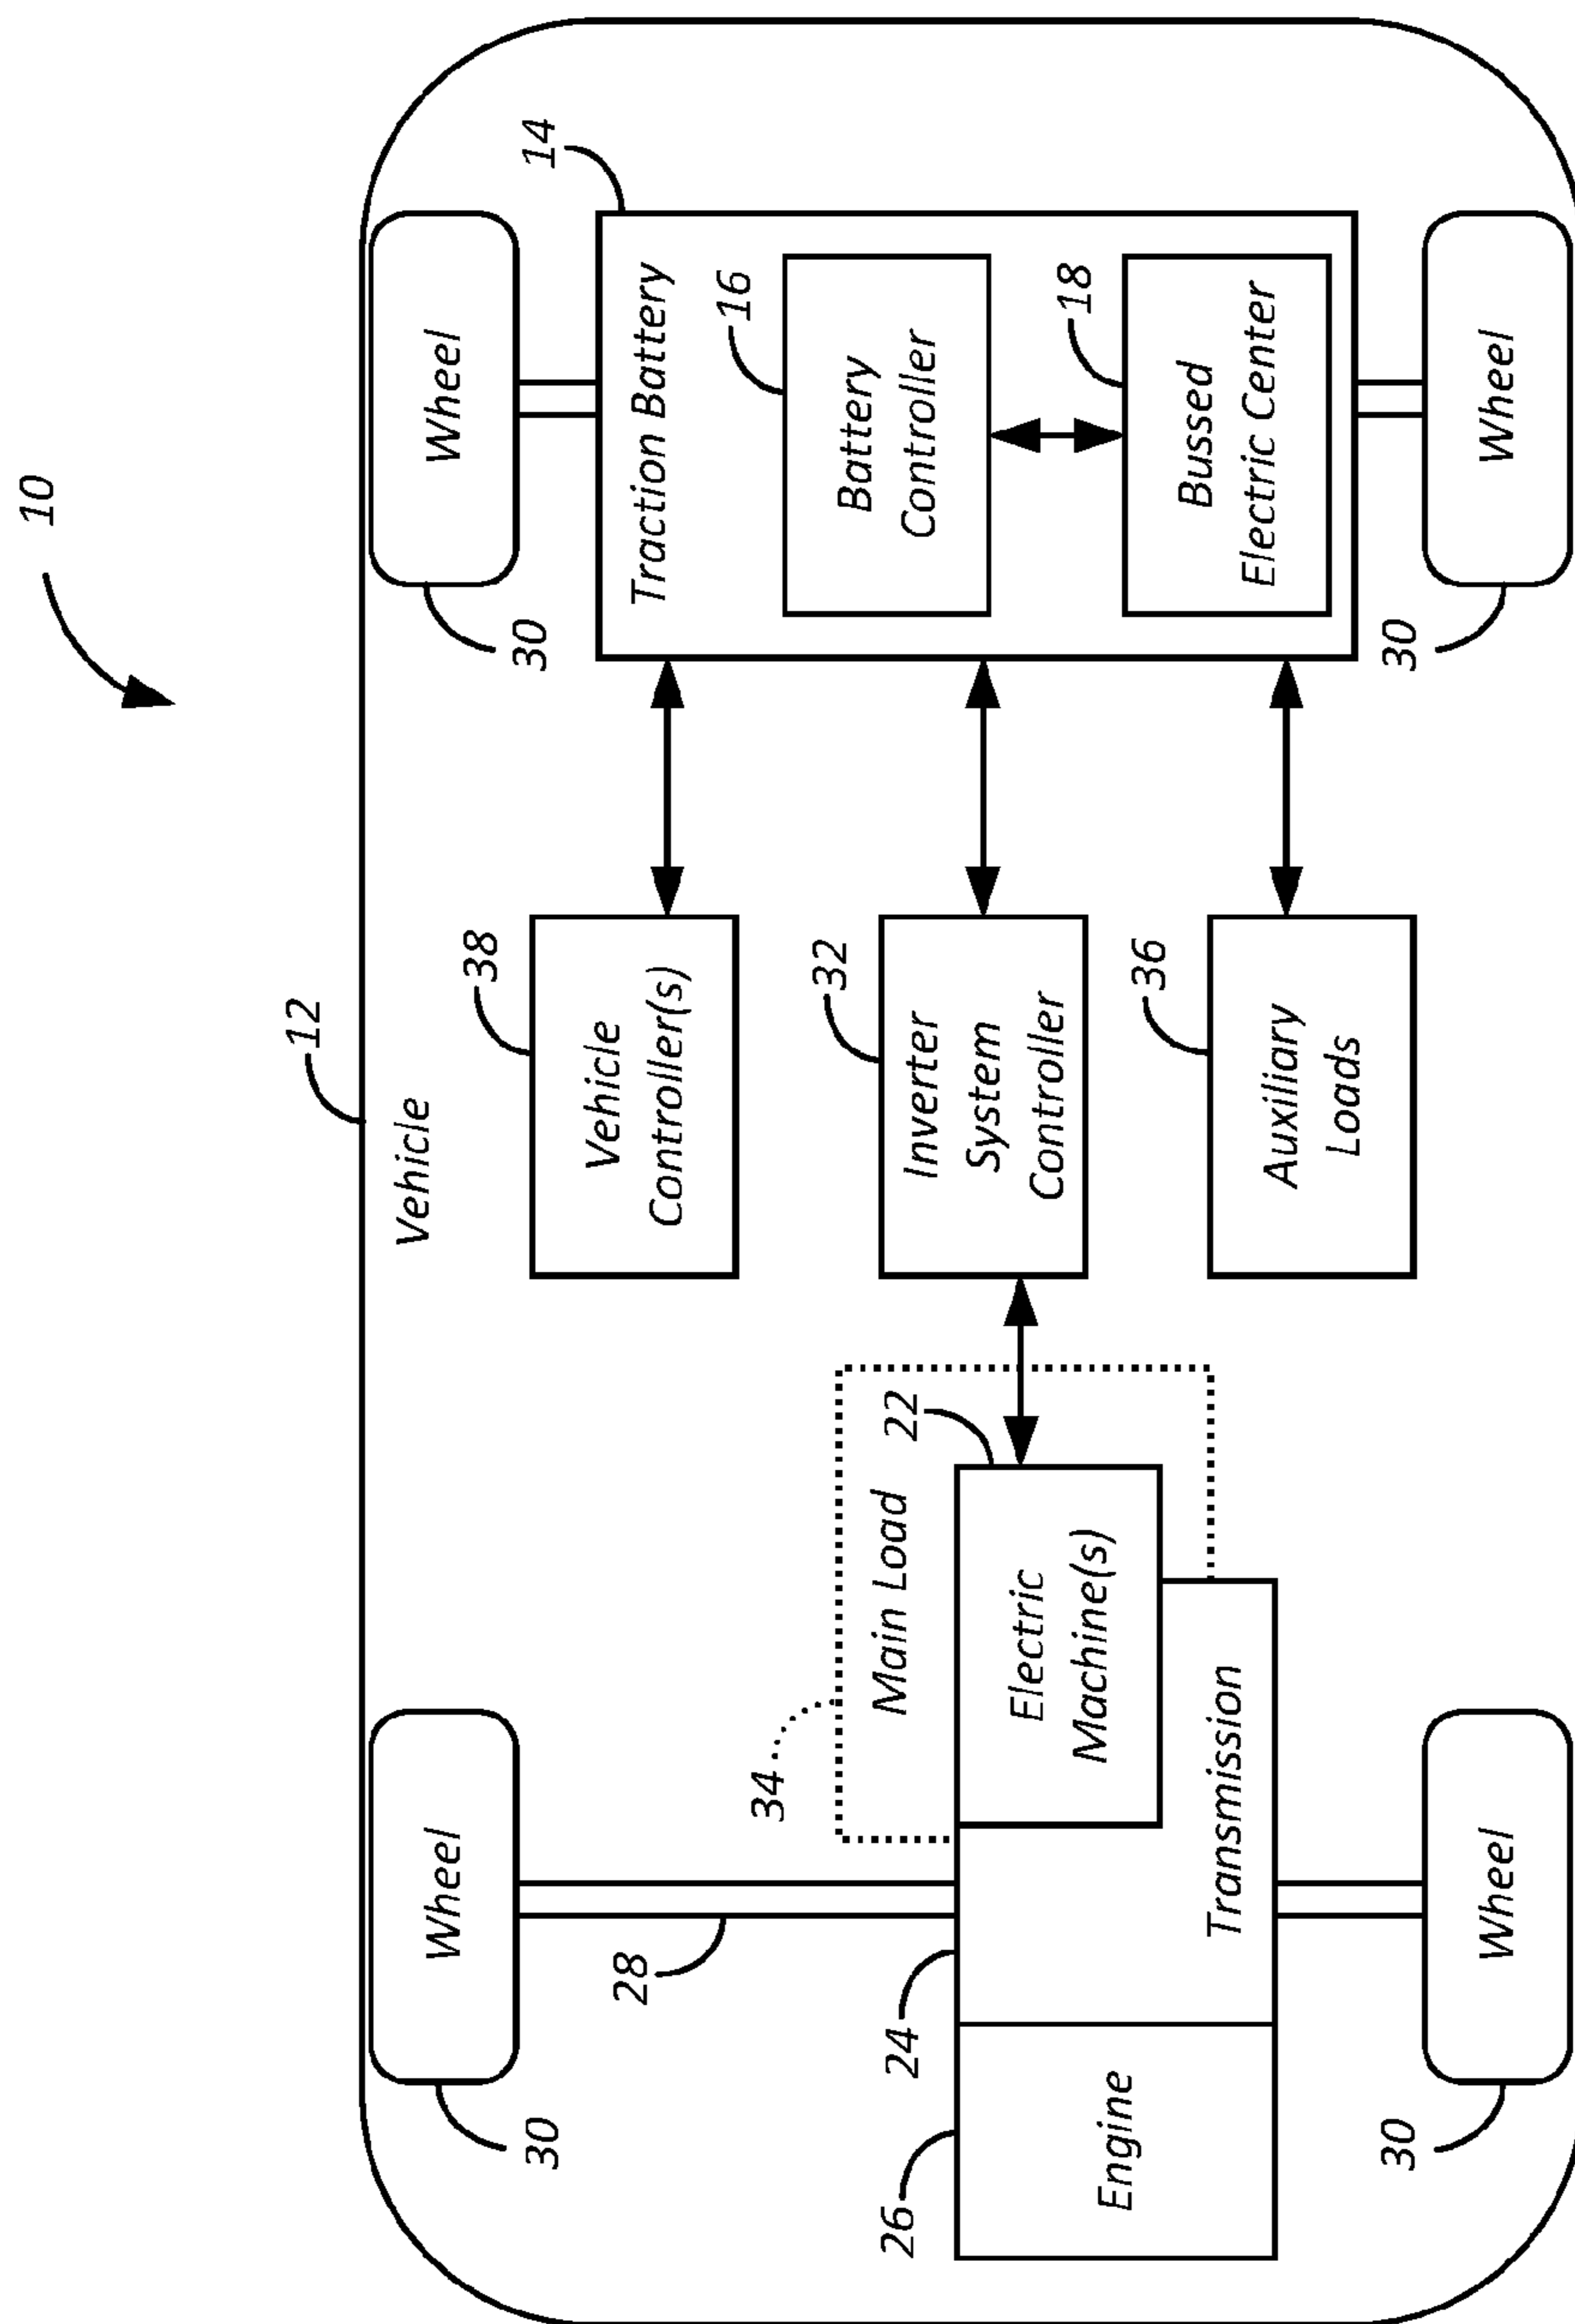 10
12
Vehicle
Wheel
30
Wheel
30
28
38
Vehicle
Controller(s)
14
Traction Battery
16
Battery
Controller
18
Bussed
Electric Center
34
Main Load
22
Electric
Machine(s)
32
Inverter
System
Controller
26
Engine
24
Transmission
36
Auxiliary
Loads
30
Wheel
30
Wheel